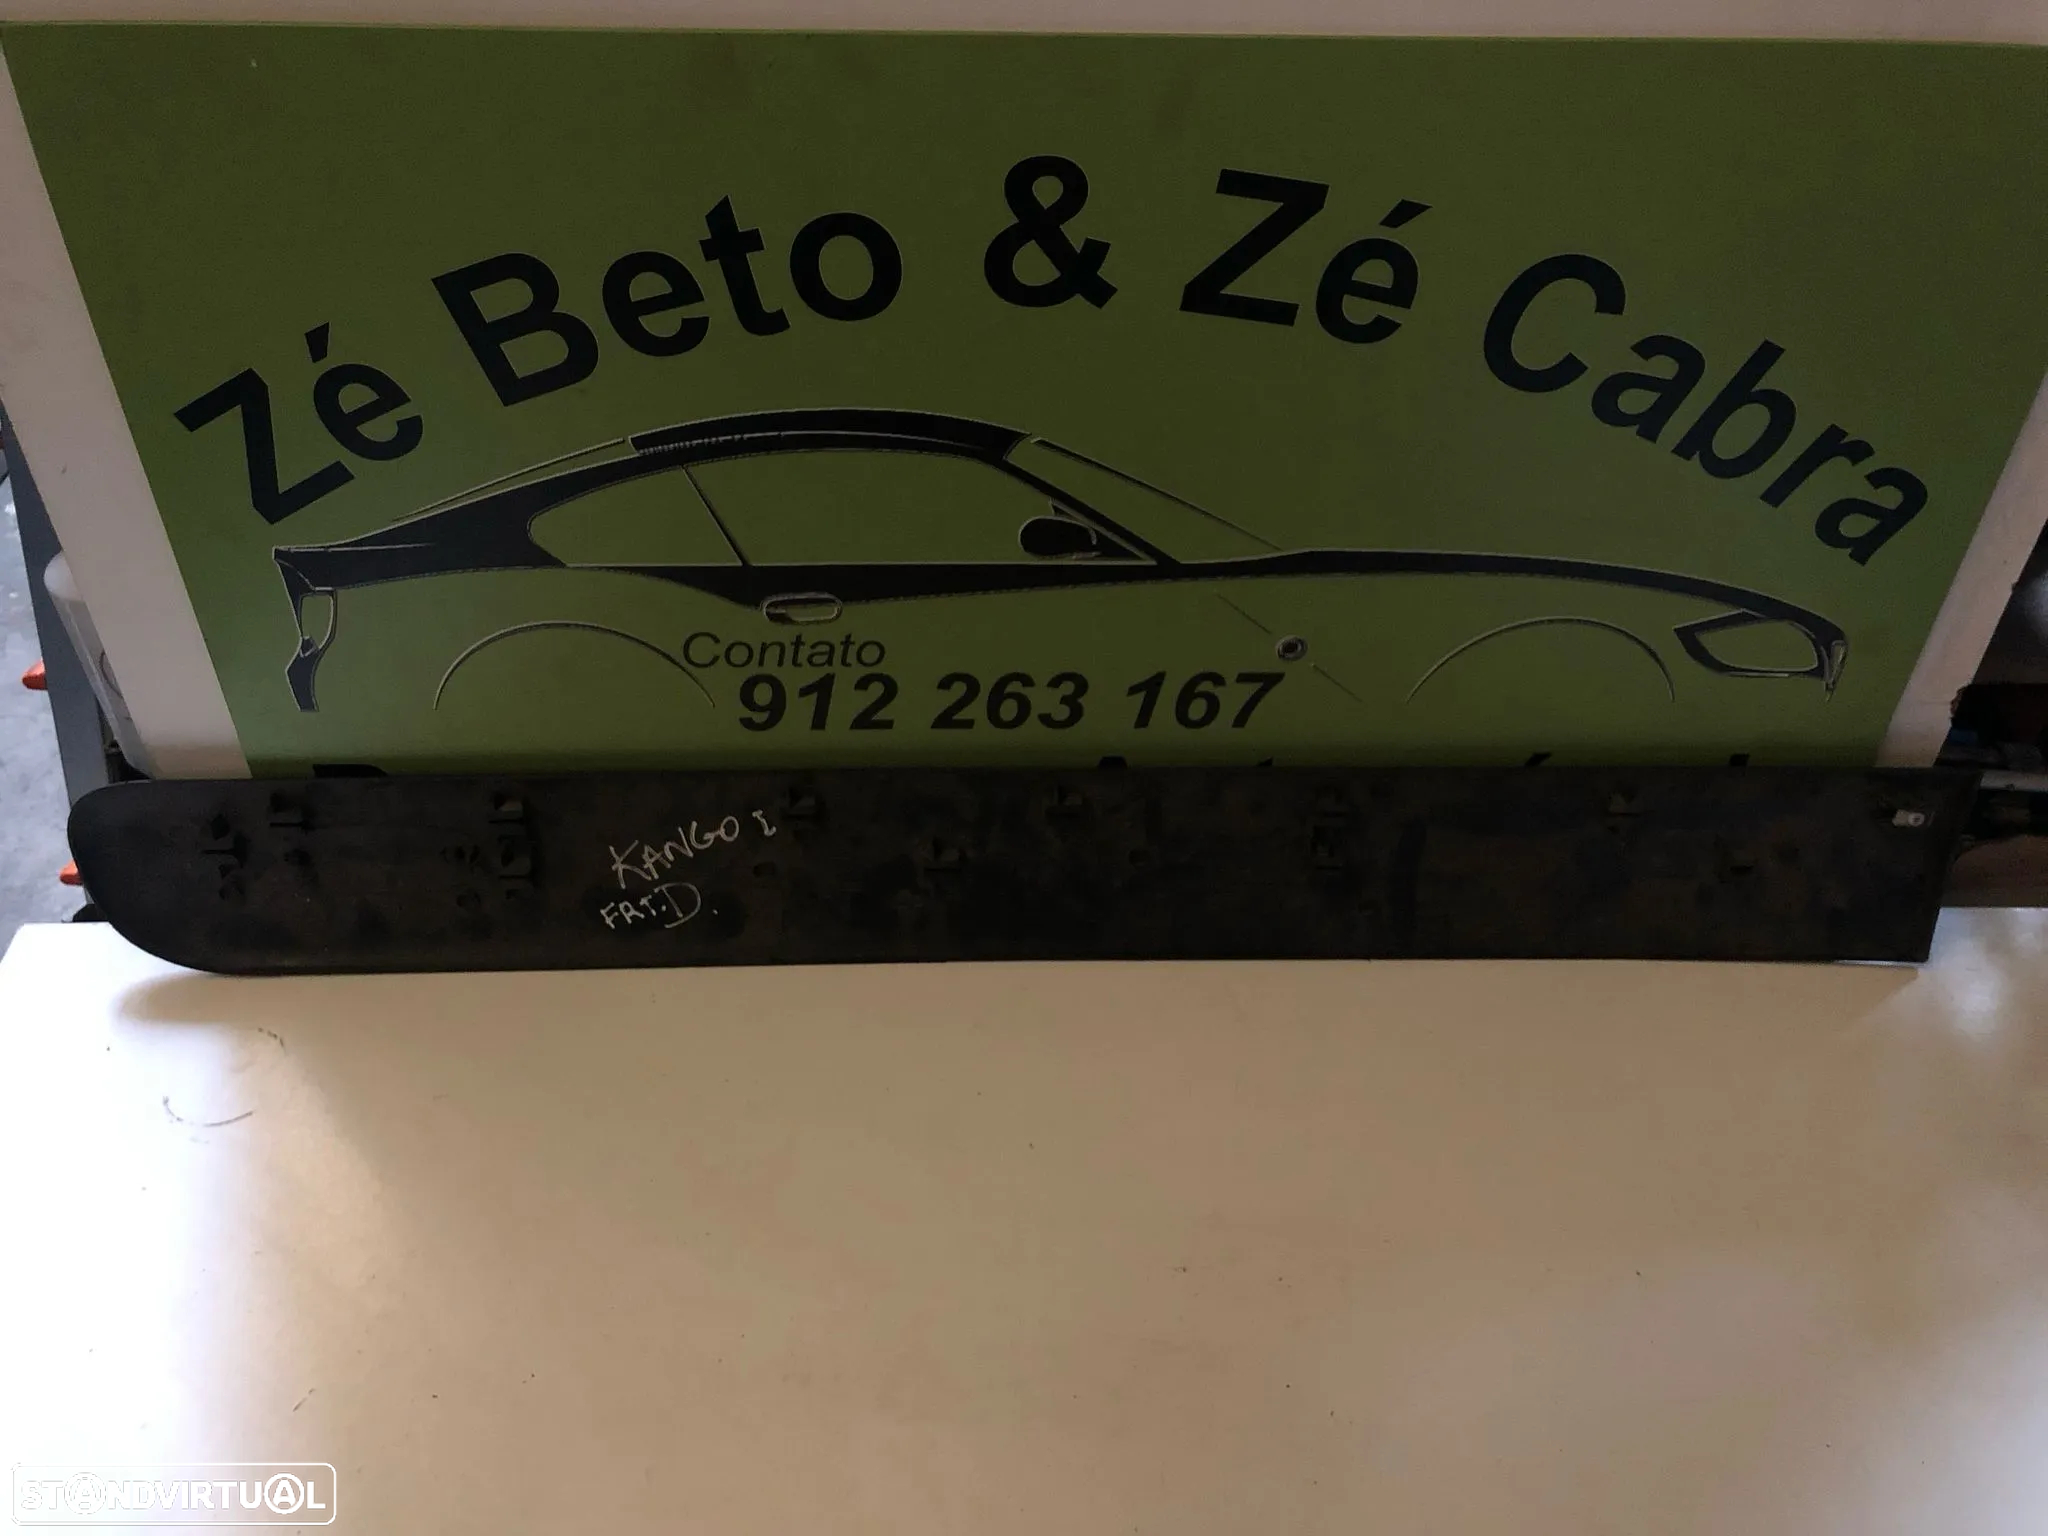 Zé Beto & Zé Cabra
Contato
912 263 167
KANGO I
FRT.D.
STANDVIRTUAL